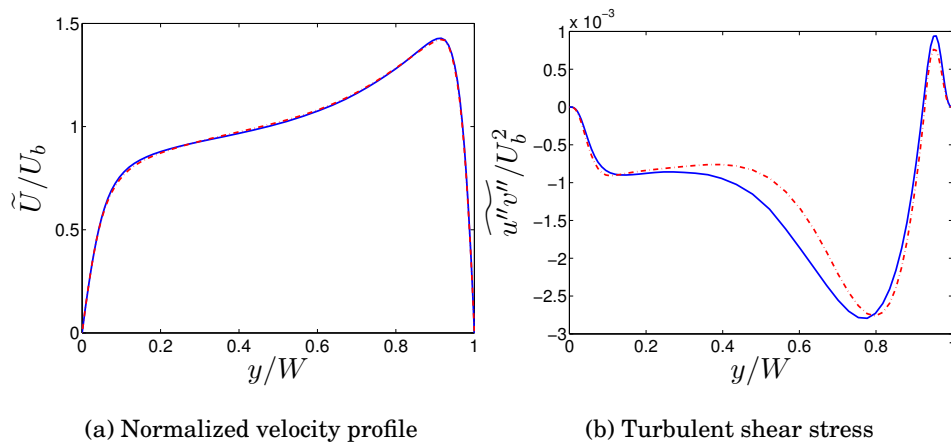 1.5
1
0.5
0
0 0.2 0.4 0.6 0.8 1
y/W
Ũ/U_b
(a) Normalized velocity profile
x 10⁻³
1
0.5
0
−0.5
−1
−1.5
−2
−2.5
−3
0 0.2 0.4 0.6 0.8 1
y/W
\widetilde{u''v''}/U_b^2
(b) Turbulent shear stress